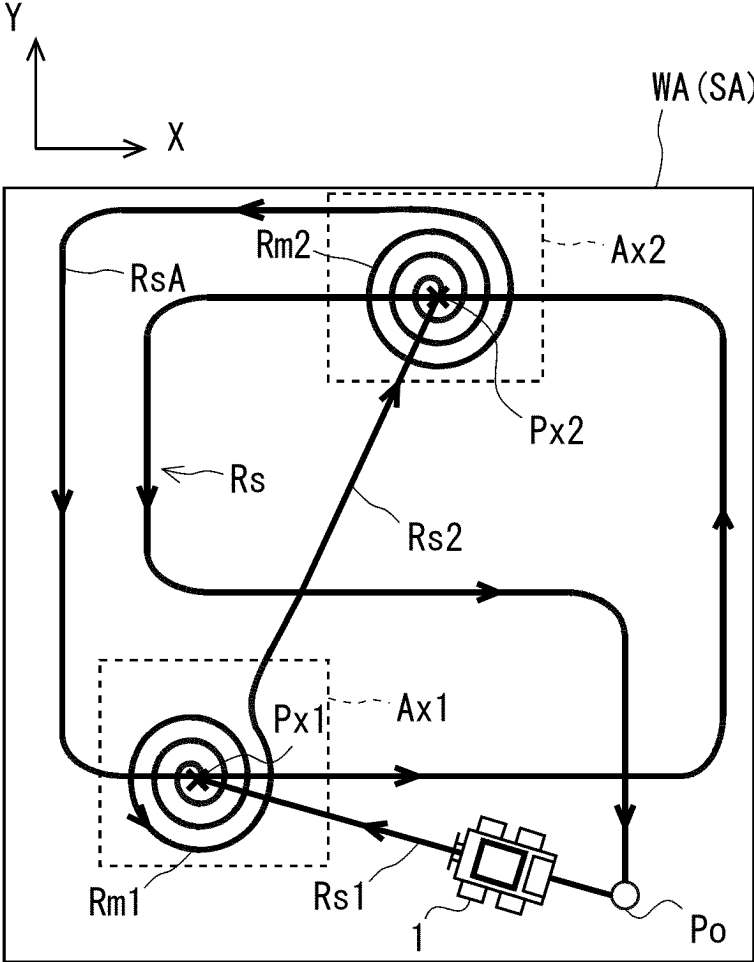 Y
X
WA(SA)
Rm2
Ax2
RsA
Px2
Rs
Rs2
Px1
Ax1
Rm1
Rs1
1
Po